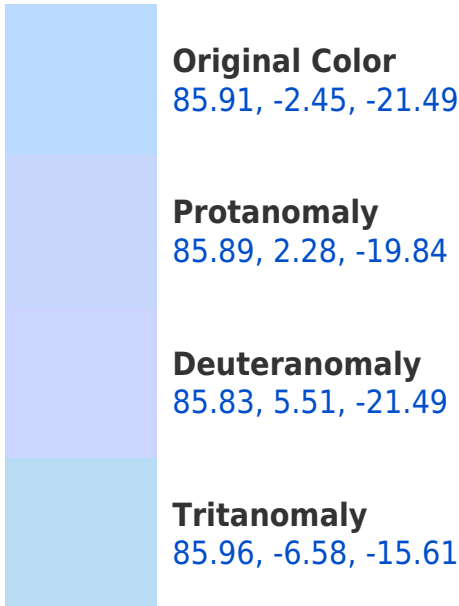 Original Color
85.91, -2.45, -21.49
Protanomaly
85.89, 2.28, -19.84
Deuteranomaly
85.83, 5.51, -21.49
Tritanomaly
85.96, -6.58, -15.61